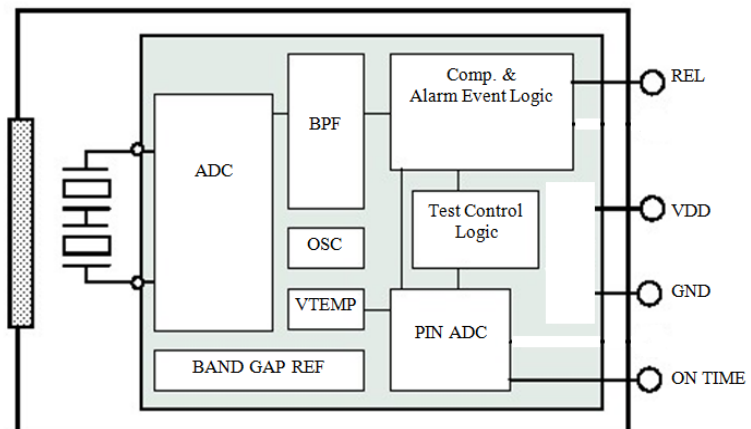 Comp. &
Alarm Event Logic
REL
BPF
ADC
Test Control
Logic
VDD
OSC
VTEMP
GND
PIN ADC
BAND GAP REF
ON TIME